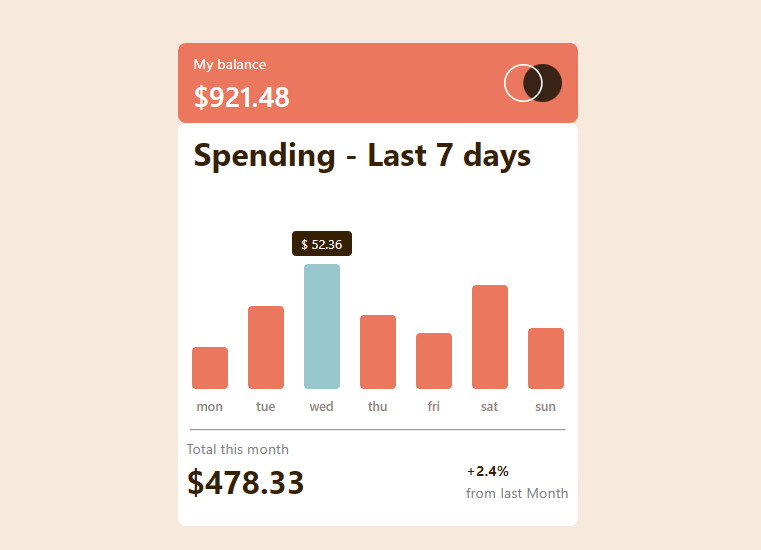 My balance
$921.48
Spending - Last 7 days
$ 52.36
mon tue wed thu fri sat sun
Total this month
$478.33
+2.4%
from last Month